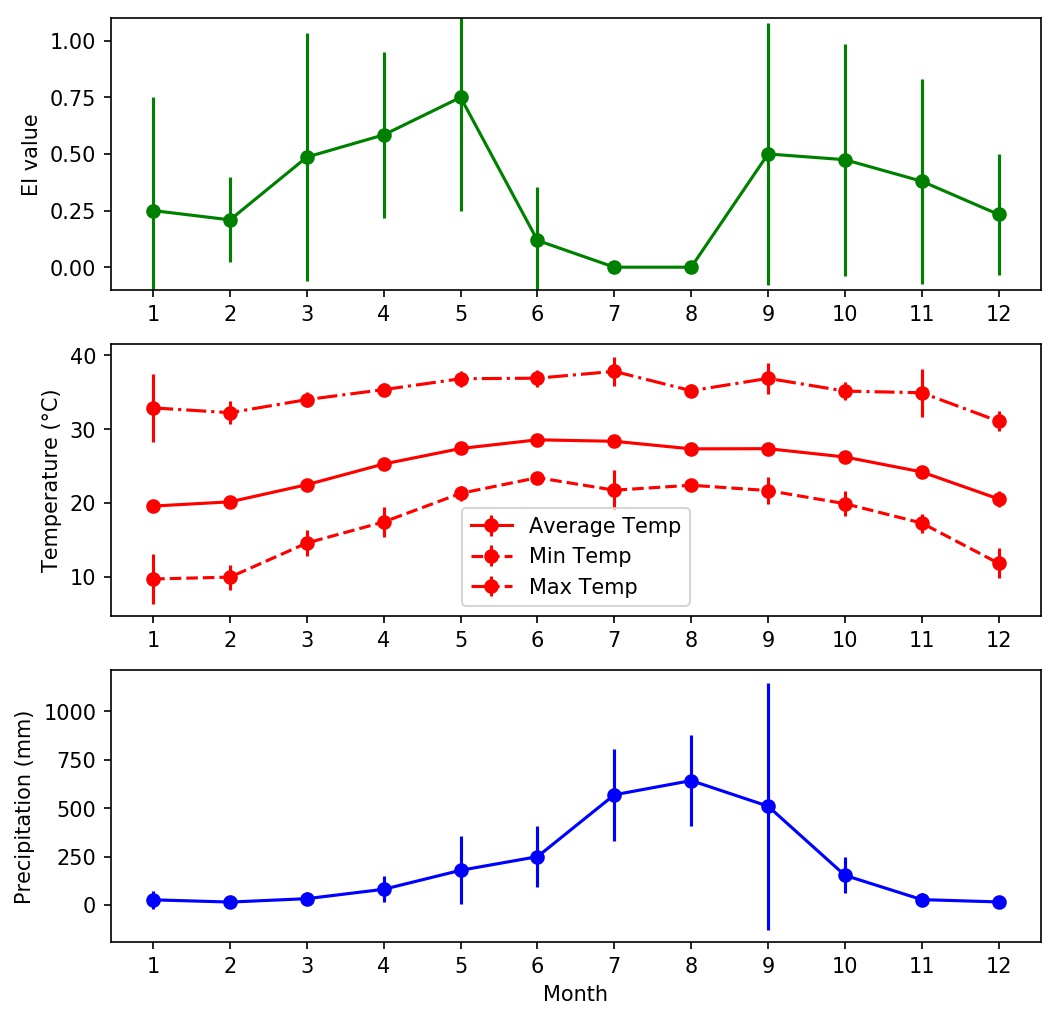 EI value
1.00
0.75
0.50
0.25
0.00
1 2 3 4 5 6 7 8 9 10 11 12
Temperature (°C)
40
30
20
10
Average Temp
Min Temp
Max Temp
1 2 3 4 5 6 7 8 9 10 11 12
Precipitation (mm)
1000
750
500
250
0
1 2 3 4 5 6 7 8 9 10 11 12
Month